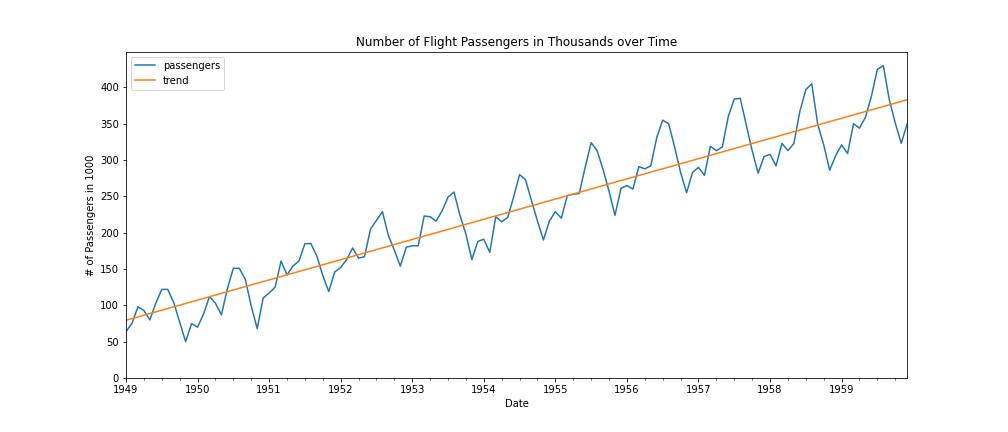 Number of Flight Passengers in Thousands over Time
passengers
trend
# of Passengers in 1000
400
350
300
250
200
150
100
50
0
1949 1950 1951 1952 1953 1954 1955 1956 1957 1958 1959
Date